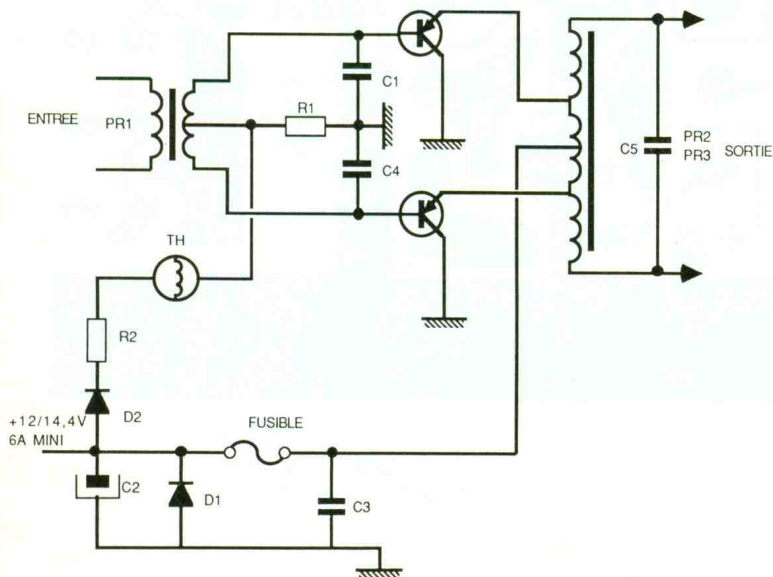 C1
R1
ENTREE
PR1
C4
C5
PR2
PR3
SORTIE
TH
R2
D2
+12/14,4V
6A MINI
FUSIBLE
C2
D1
C3